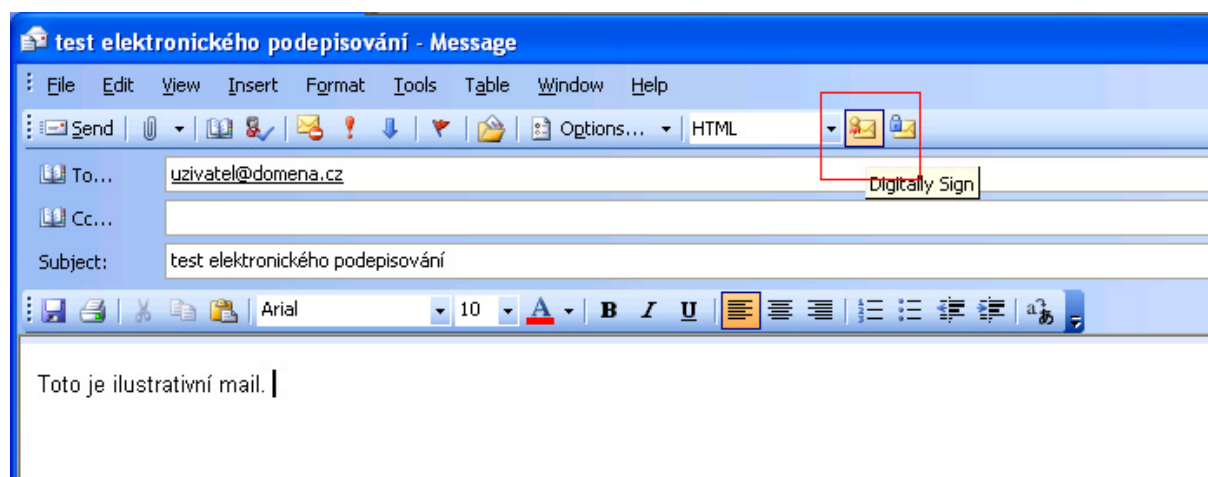 test elektronického podepisování - Message
File Edit View Insert Format Tools Table Window Help
Send Options... HTML
To... uzivatel@domena.cz
Digitally Sign
Cc...
Subject: test elektronického podepisování
Arial 10 A B I U
Toto je ilustrativní mail.